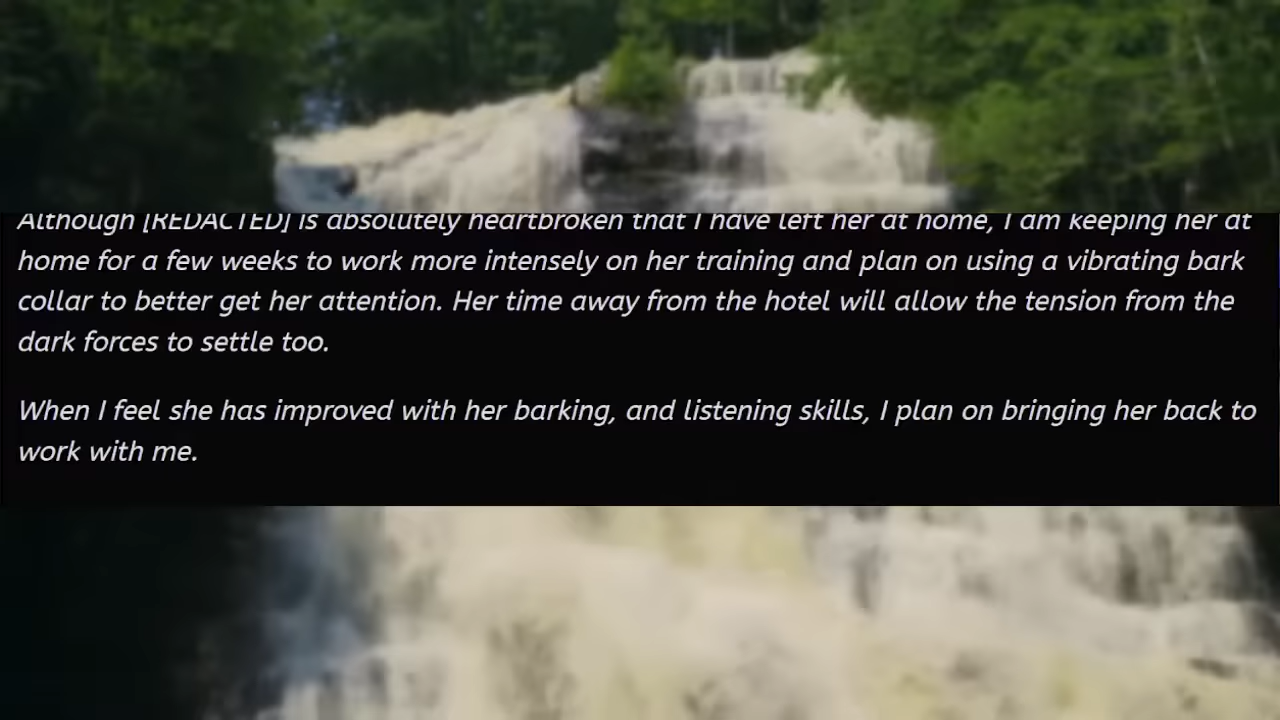 Although [REDACTED] is absolutely heartbroken that I have left her at home, I am keeping her at
home for a few weeks to work more intensely on her training and plan on using a vibrating bark
collar to better get her attention. Her time away from the hotel will allow the tension from the
dark forces to settle too.
When I feel she has improved with her barking, and listening skills, I plan on bringing her back to
work with me.